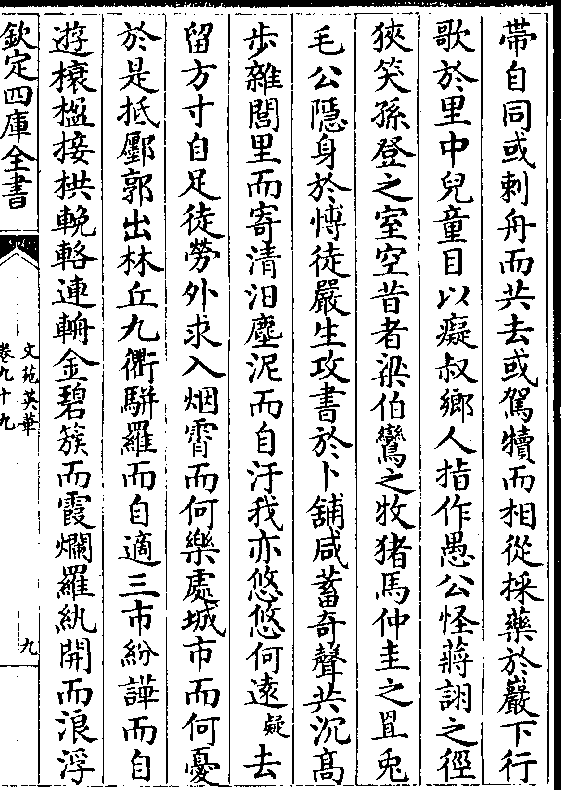 帶自同或刺舟而共去或駕犢而相從採藥於巖下行
歌於里中兒童目以癡叔鄉人指作愚公怪蔣詡之徑
狹笑孫登之室空昔者梁伯鸞之牧猪馬仲圭之罝兎
毛公隱身於愽徒嚴生攻書於卜舖咸蓄奇聲共沉髙
歩雜閭里而寄清汨塵泥而自汙我亦悠悠何遠疑去
留方寸自足徒勞外求入烟霄而何樂處城市而何憂
於是抵酆郭出林丘九衢駢羅而自適三市紛譁而自
遊榱楹接栱輓輅連輈金碧簇而霞爛羅紈開而浪浮
欽定四庫全書
文苑英華
卷九十九
九